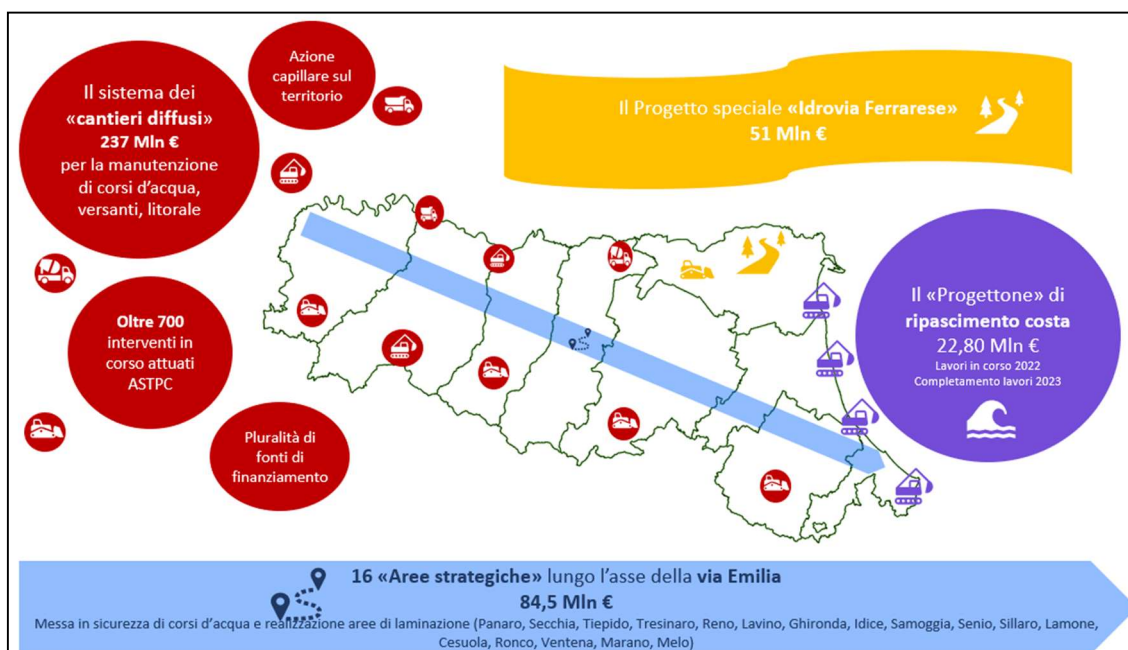 Il sistema dei
«cantieri diffusi»
237 Mln €
per la manutenzione
di corsi d'acqua,
versanti, litorale
Azione
capillare sul
territorio
Oltre 700
interventi in
corso attuati
ASTPC
Pluralità di
fonti di
finanziamento
Il Progetto speciale «Idrovia Ferrarese»
51 Mln €
Il «Progettone» di
ripascimento costa
22,80 Mln €
Lavori in corso 2022
Completamento lavori 2023
16 «Aree strategiche» lungo l'asse della via Emilia
84,5 Mln €
Messa in sicurezza di corsi d'acqua e realizzazione aree di laminazione (Panaro, Secchia, Tiepido, Tresinaro, Reno, Lavino, Ghironda, Idice, Samoggia, Senio, Sillaro, Lamone,
Cesuola, Ronco, Ventena, Marano, Melo)